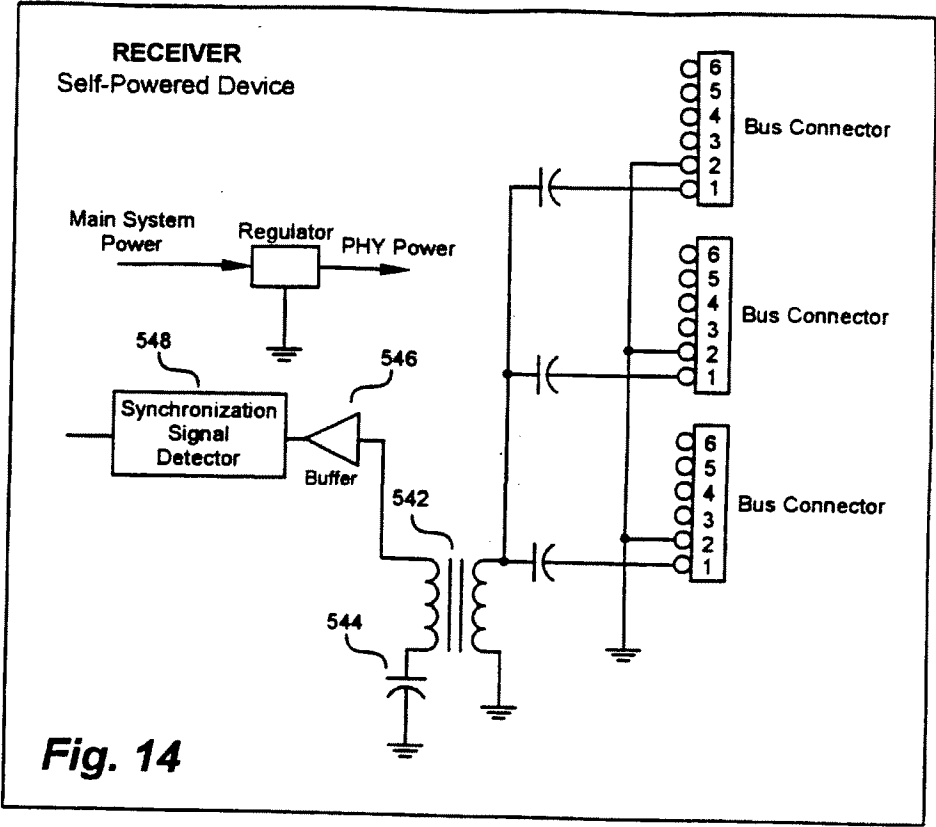 RECEIVER
Self-Powered Device
6
5
4
3
2
1
Bus Connector
Main System
Power
Regulator
PHY Power
6
5
4
3
2
1
Bus Connector
548
546
Synchronization
Signal
Detector
Buffer
542
6
5
4
3
2
1
Bus Connector
544
Fig. 14